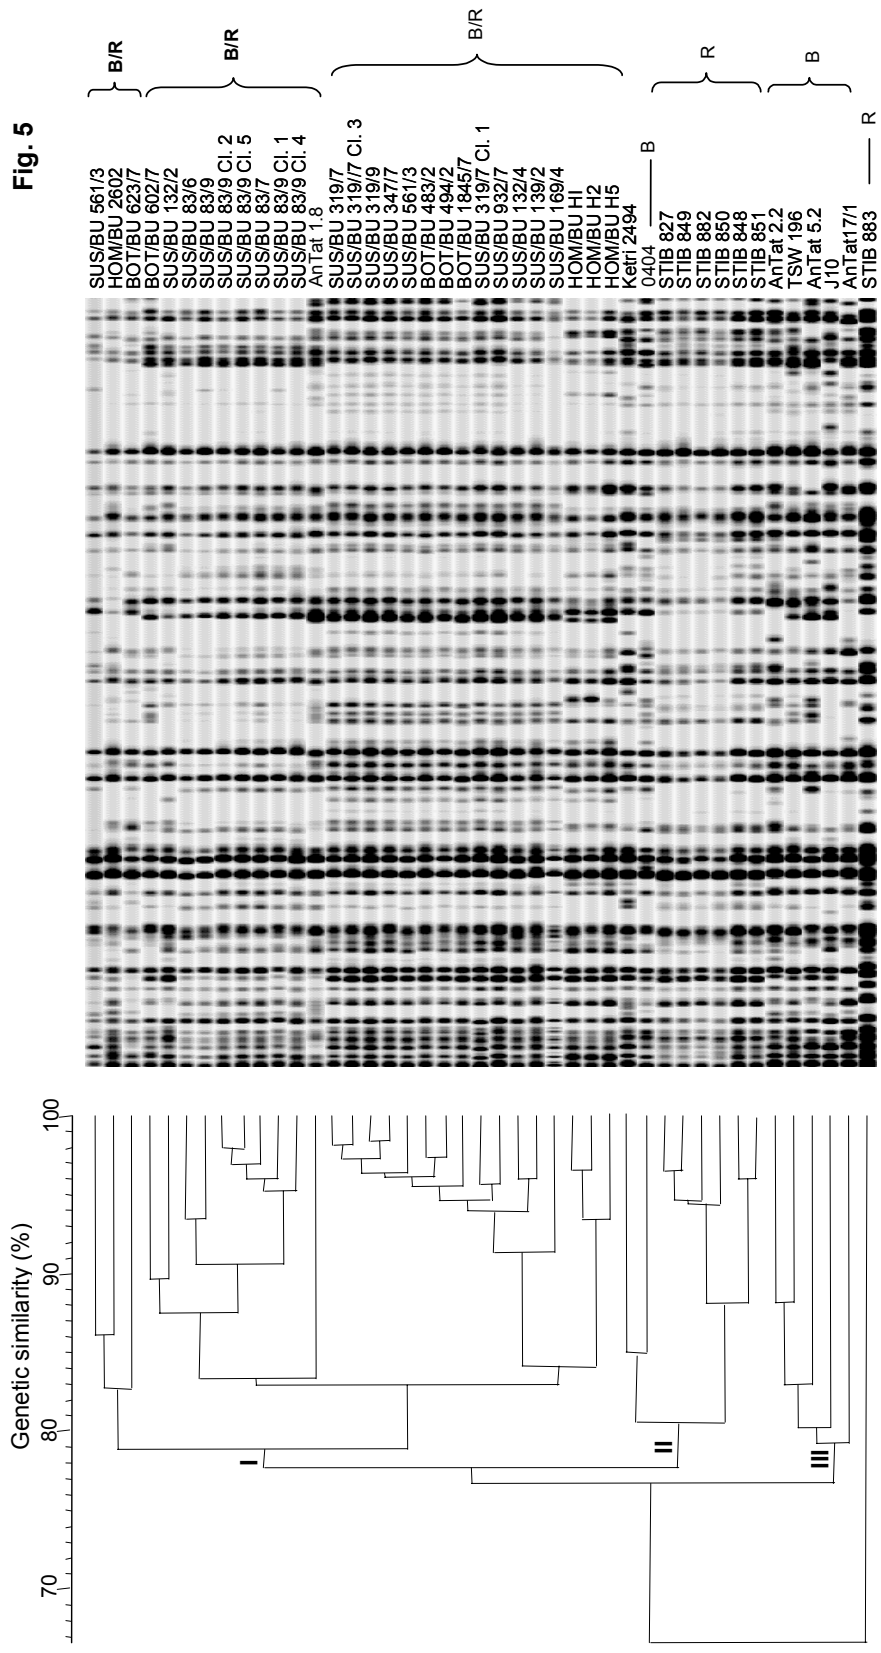 Fig. 5
B/R
B/R
B/R
B
R
B
R
SUS/BU 561/3
HOM/BU 2602
BOT/BU 623/7
BOT/BU 602/7
SUS/BU 132/2
SUS/BU 83/6
SUS/BU 83/9
SUS/BU 83/9 Cl. 2
SUS/BU 83/9 Cl. 5
SUS/BU 83/7
SUS/BU 83/9 Cl. 1
SUS/BU 83/9 Cl. 4
AnTat 1.8
SUS/BU 319/7
SUS/BU 319//7 Cl. 3
SUS/BU 319/9
SUS/BU 347/7
SUS/BU 561/3
BOT/BU 483/2
BOT/BU 494/2
BOT/BU 1845/7
SUS/BU 319/7 Cl. 1
SUS/BU 932/7
SUS/BU 132/4
SUS/BU 139/2
SUS/BU 169/4
HOM/BU HI
HOM/BU H2
HOM/BU H5
Ketri 2494
0404
STIB 827
STIB 849
STIB 882
STIB 850
STIB 848
STIB 851
AnTat 2.2
TSW 196
AnTat 5.2
J10
AnTat17/1
STIB 883
Genetic similarity (%)
100
90
80
70
I
II
III